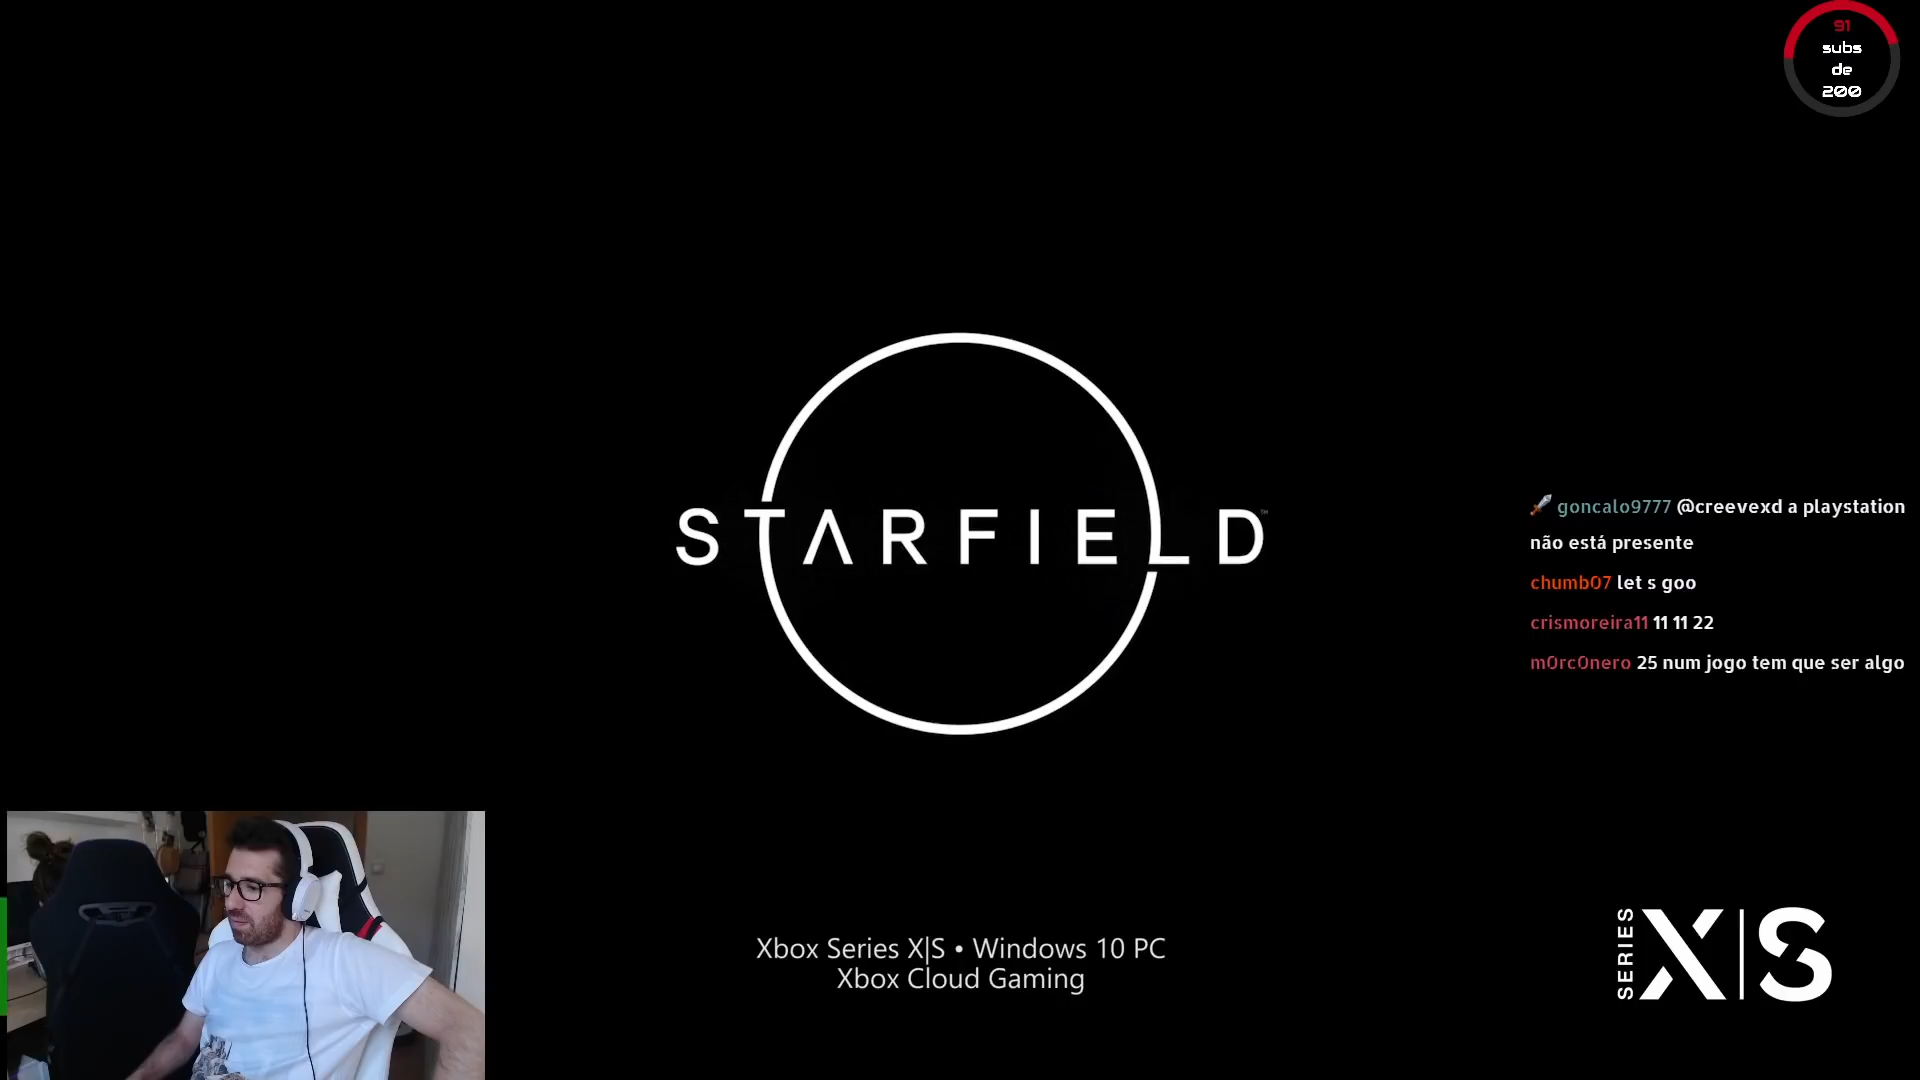 91
subs
de
200
STARFIELD™
goncalo9777 @creevexd a playstation
não está presente
chumb07 let s goo
crismoreira11 11 11 22
m0rc0nero 25 num jogo tem que ser algo
Xbox Series X|S • Windows 10 PC
Xbox Cloud Gaming
SERIES X|S